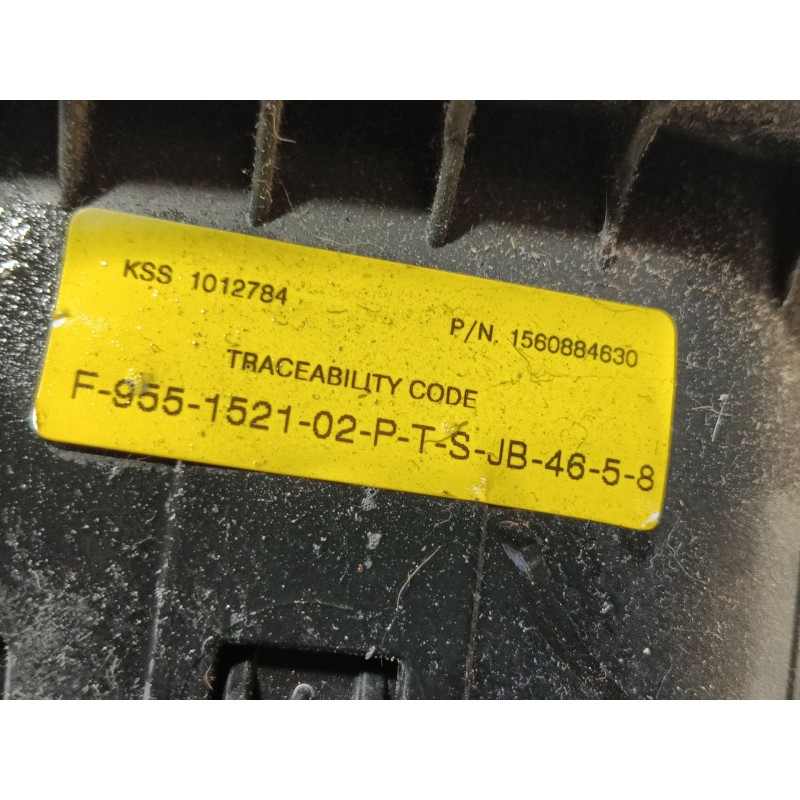 KSS 1012784
P/N. 1560884630
TRACEABILITY CODE
F-955-1521-02-P-T-S-JB-46-5-8